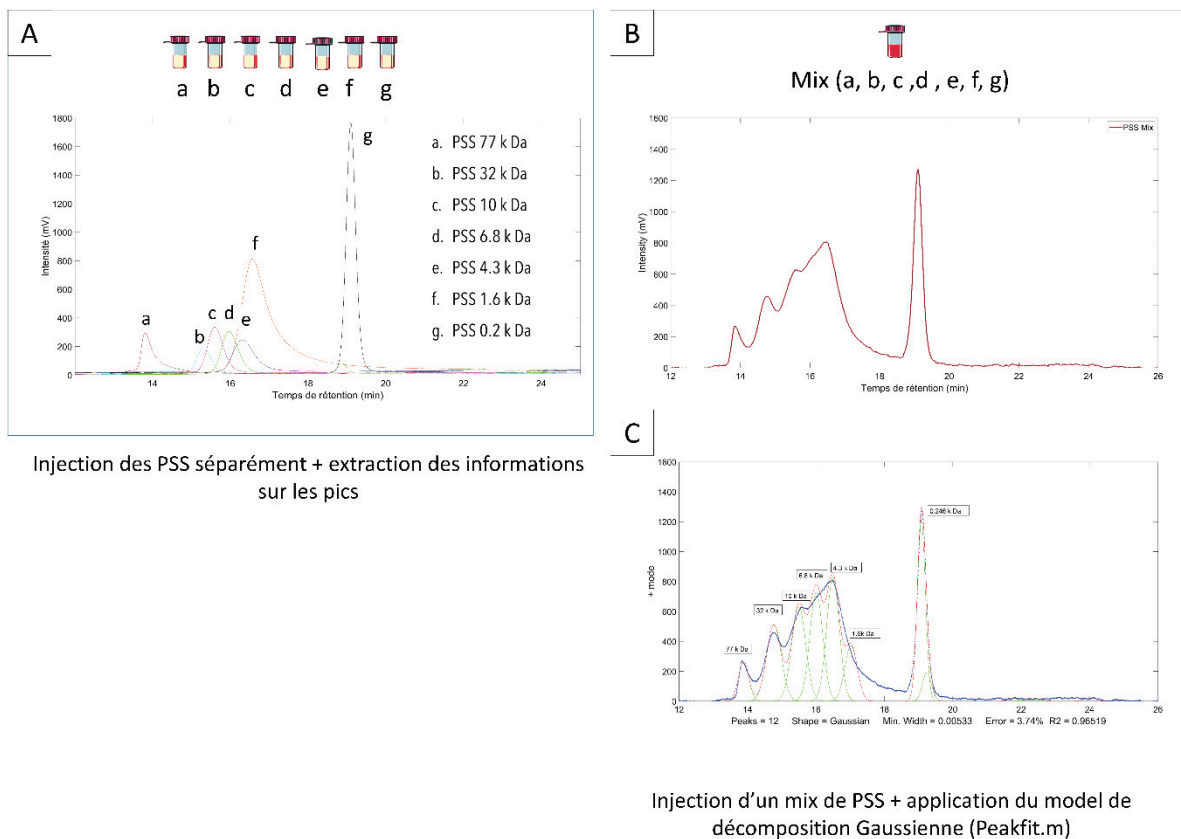 A
a b c d e f g
1800
1600
1400
1200
1000
800
600
400
200
0
Intensité (mV)
14 16 18 20 22 24
Temps de rétention (min)
a
b
c
d
e
f
g
a. PSS 77 k Da
b. PSS 32 k Da
c. PSS 10 k Da
d. PSS 6.8 k Da
e. PSS 4.3 k Da
f. PSS 1.6 k Da
g. PSS 0.2 k Da
Injection des PSS séparément + extraction des informations
sur les pics
B
Mix (a, b, c ,d , e, f, g)
1600
1400
1200
1000
800
600
400
200
0
Intensity (mV)
PSS Mix
12 14 16 18 20 22 24 26
Temps de rétention (min)
C
1600
1400
1200
1000
800
600
400
200
0
+ mode
77 k Da
32 k Da
10 k Da
6.8 k Da
4.3 k Da
1.6k Da
0.246 k Da
12 14 16 18 20 22 24 26
Peaks = 12 Shape = Gaussian Min. Width = 0.00533 Error = 3.74% R2 = 0.96519
Injection d'un mix de PSS + application du model de
décomposition Gaussienne (Peakfit.m)